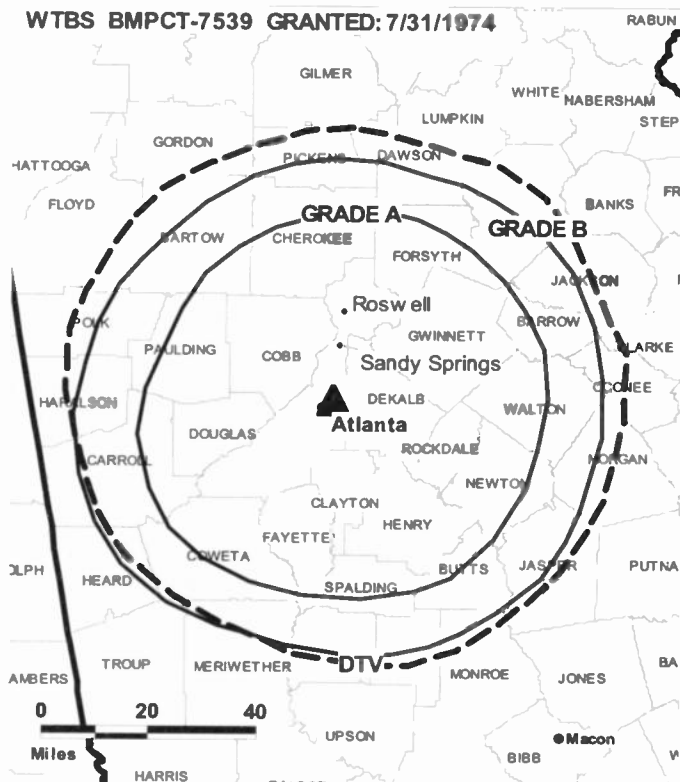 WTBS BMPCT-7539 GRANTED: 7/31/1974
RABUN
GILMER
WHITE
HABERSHAM
LUMPKIN
STEP
GORDON
PICKENS
DAWSON
HATTOOGA
FLOYD
BANKS
FR
GRADE A
GRADE B
BARTOW
CHEROKEE
FORSYTH
JACKSON
Roswell
POLK
BARROW
GWINNETT
PAULDING
COBB
CLARKE
Sandy Springs
OCONEE
HARALSON
DEKALB
WALTON
Atlanta
DOUGLAS
ROCKDALE
CARROLL
MORGAN
NEWTON
CLAYTON
HENRY
FAYETTE
COWETA
OLPH
HEARD
BUTTS
JASPER
PUTNA
SPALDING
TROUP
MERIWETHER
DTV
BA
AMBERS
MONROE
JONES
0 20 40
Miles
UPSON
Macon
BIBB
W
HARRIS